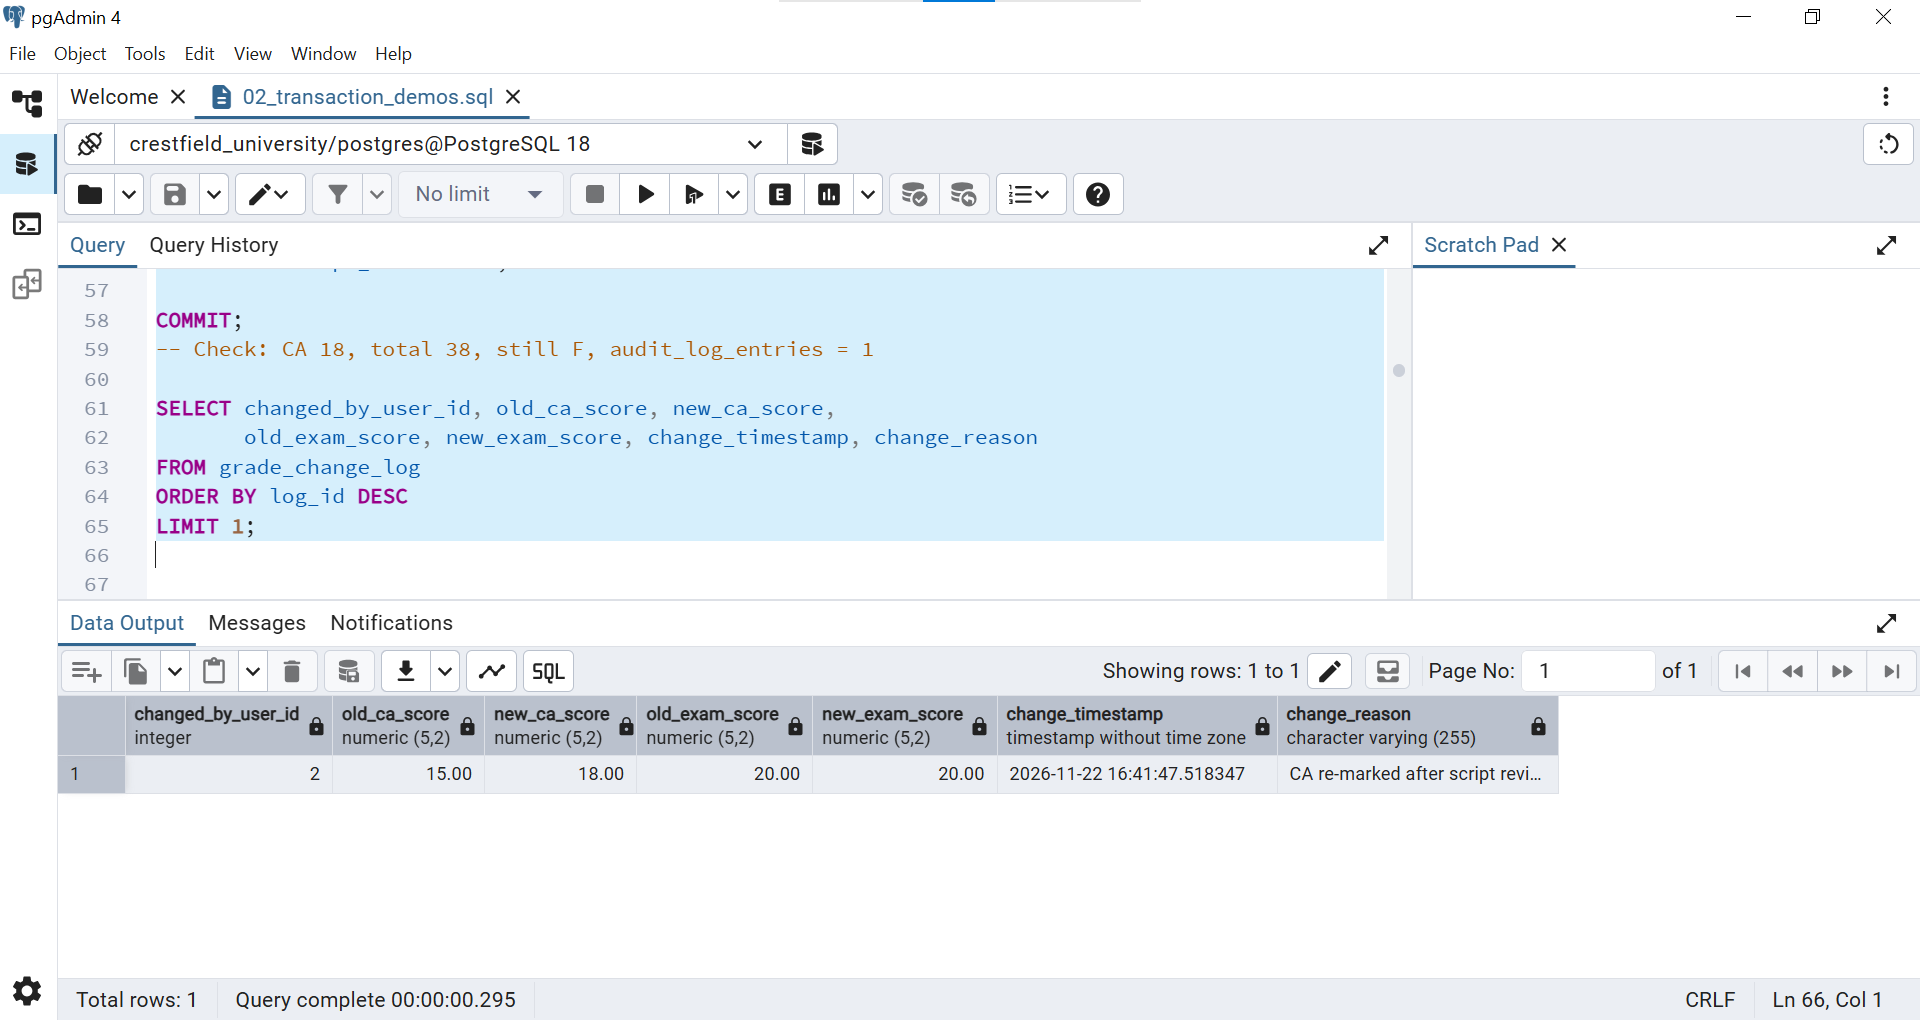 pgAdmin 4
File Object Tools Edit View Window Help
Welcome 02_transaction_demos.sql
crestfield_university/postgres@PostgreSQL 18
No limit E
Query Query History Scratch Pad
57
58 COMMIT;
59 -- Check: CA 18, total 38, still F, audit_log_entries = 1
60
61 SELECT changed_by_user_id, old_ca_score, new_ca_score,
62 old_exam_score, new_exam_score, change_timestamp, change_reason
63 FROM grade_change_log
64 ORDER BY log_id DESC
65 LIMIT 1;
66
67
Data Output Messages Notifications
SQL Showing rows: 1 to 1 Page No: 1 of 1
changed_by_user_id old_ca_score new_ca_score old_exam_score new_exam_score change_timestamp change_reason
integer numeric (5,2) numeric (5,2) numeric (5,2) numeric (5,2) timestamp without time zone character varying (255)
1 2 15.00 18.00 20.00 20.00 2026-11-22 16:41:47.518347 CA re-marked after script revi...
Total rows: 1 Query complete 00:00:00.295 CRLF Ln 66, Col 1